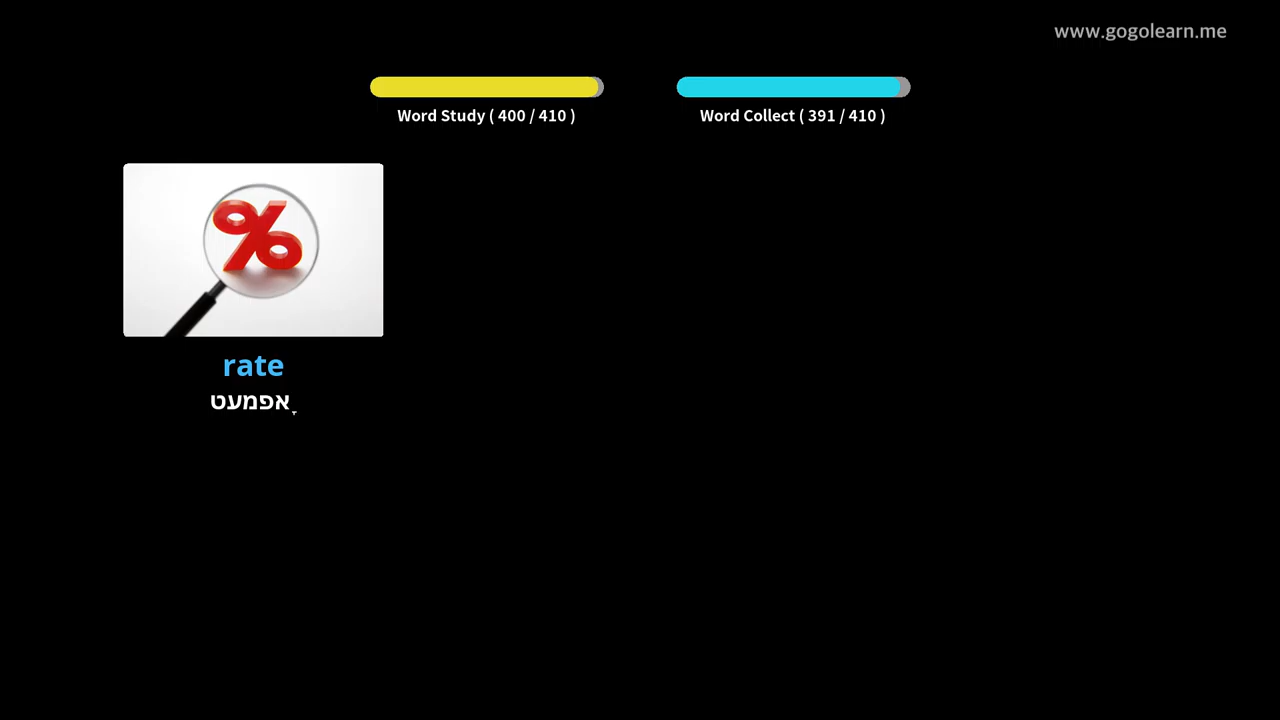 www.gogolearn.me
Word Study ( 400 / 410 )
Word Collect ( 391 / 410 )
%
rate
אָפּמעט